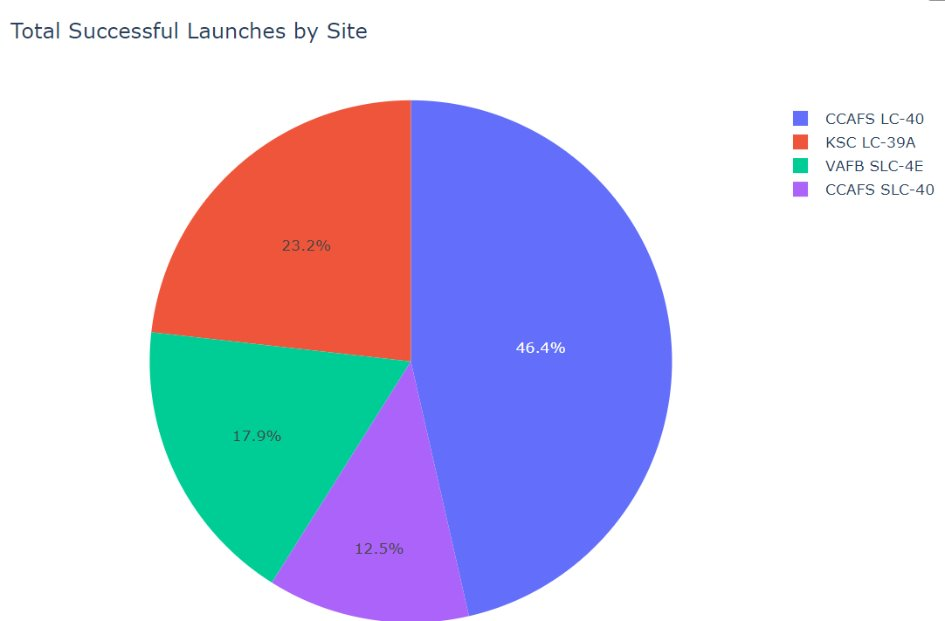 Total Successful Launches by Site
CCAFS LC-40
KSC LC-39A
VAFB SLC-4E
CCAFS SLC-40
23.2%
46.4%
17.9%
12.5%